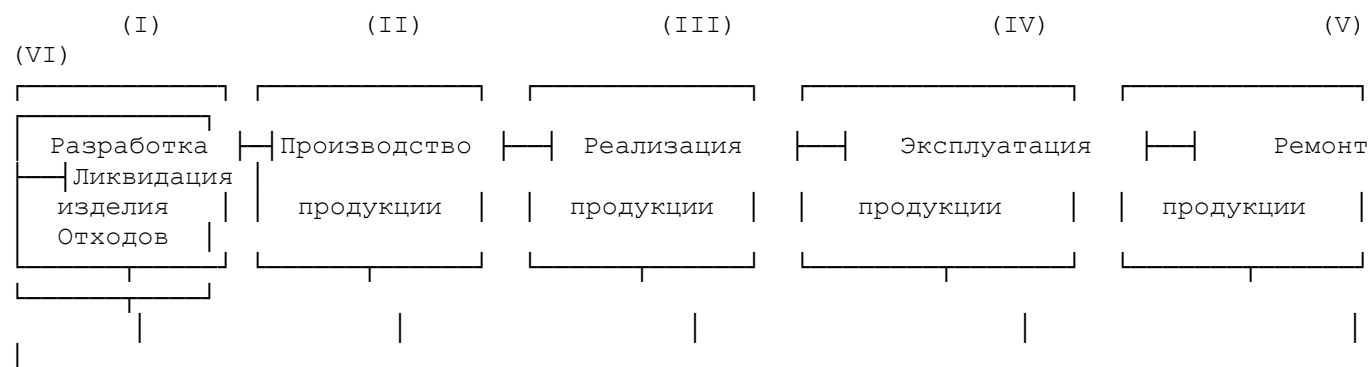 (I) (II) (III) (IV) (V)
(VI)
Разработка Производство Реализация Эксплуатация Ремонт
Ликвидация
изделия продукции продукции продукции продукции
Отходов